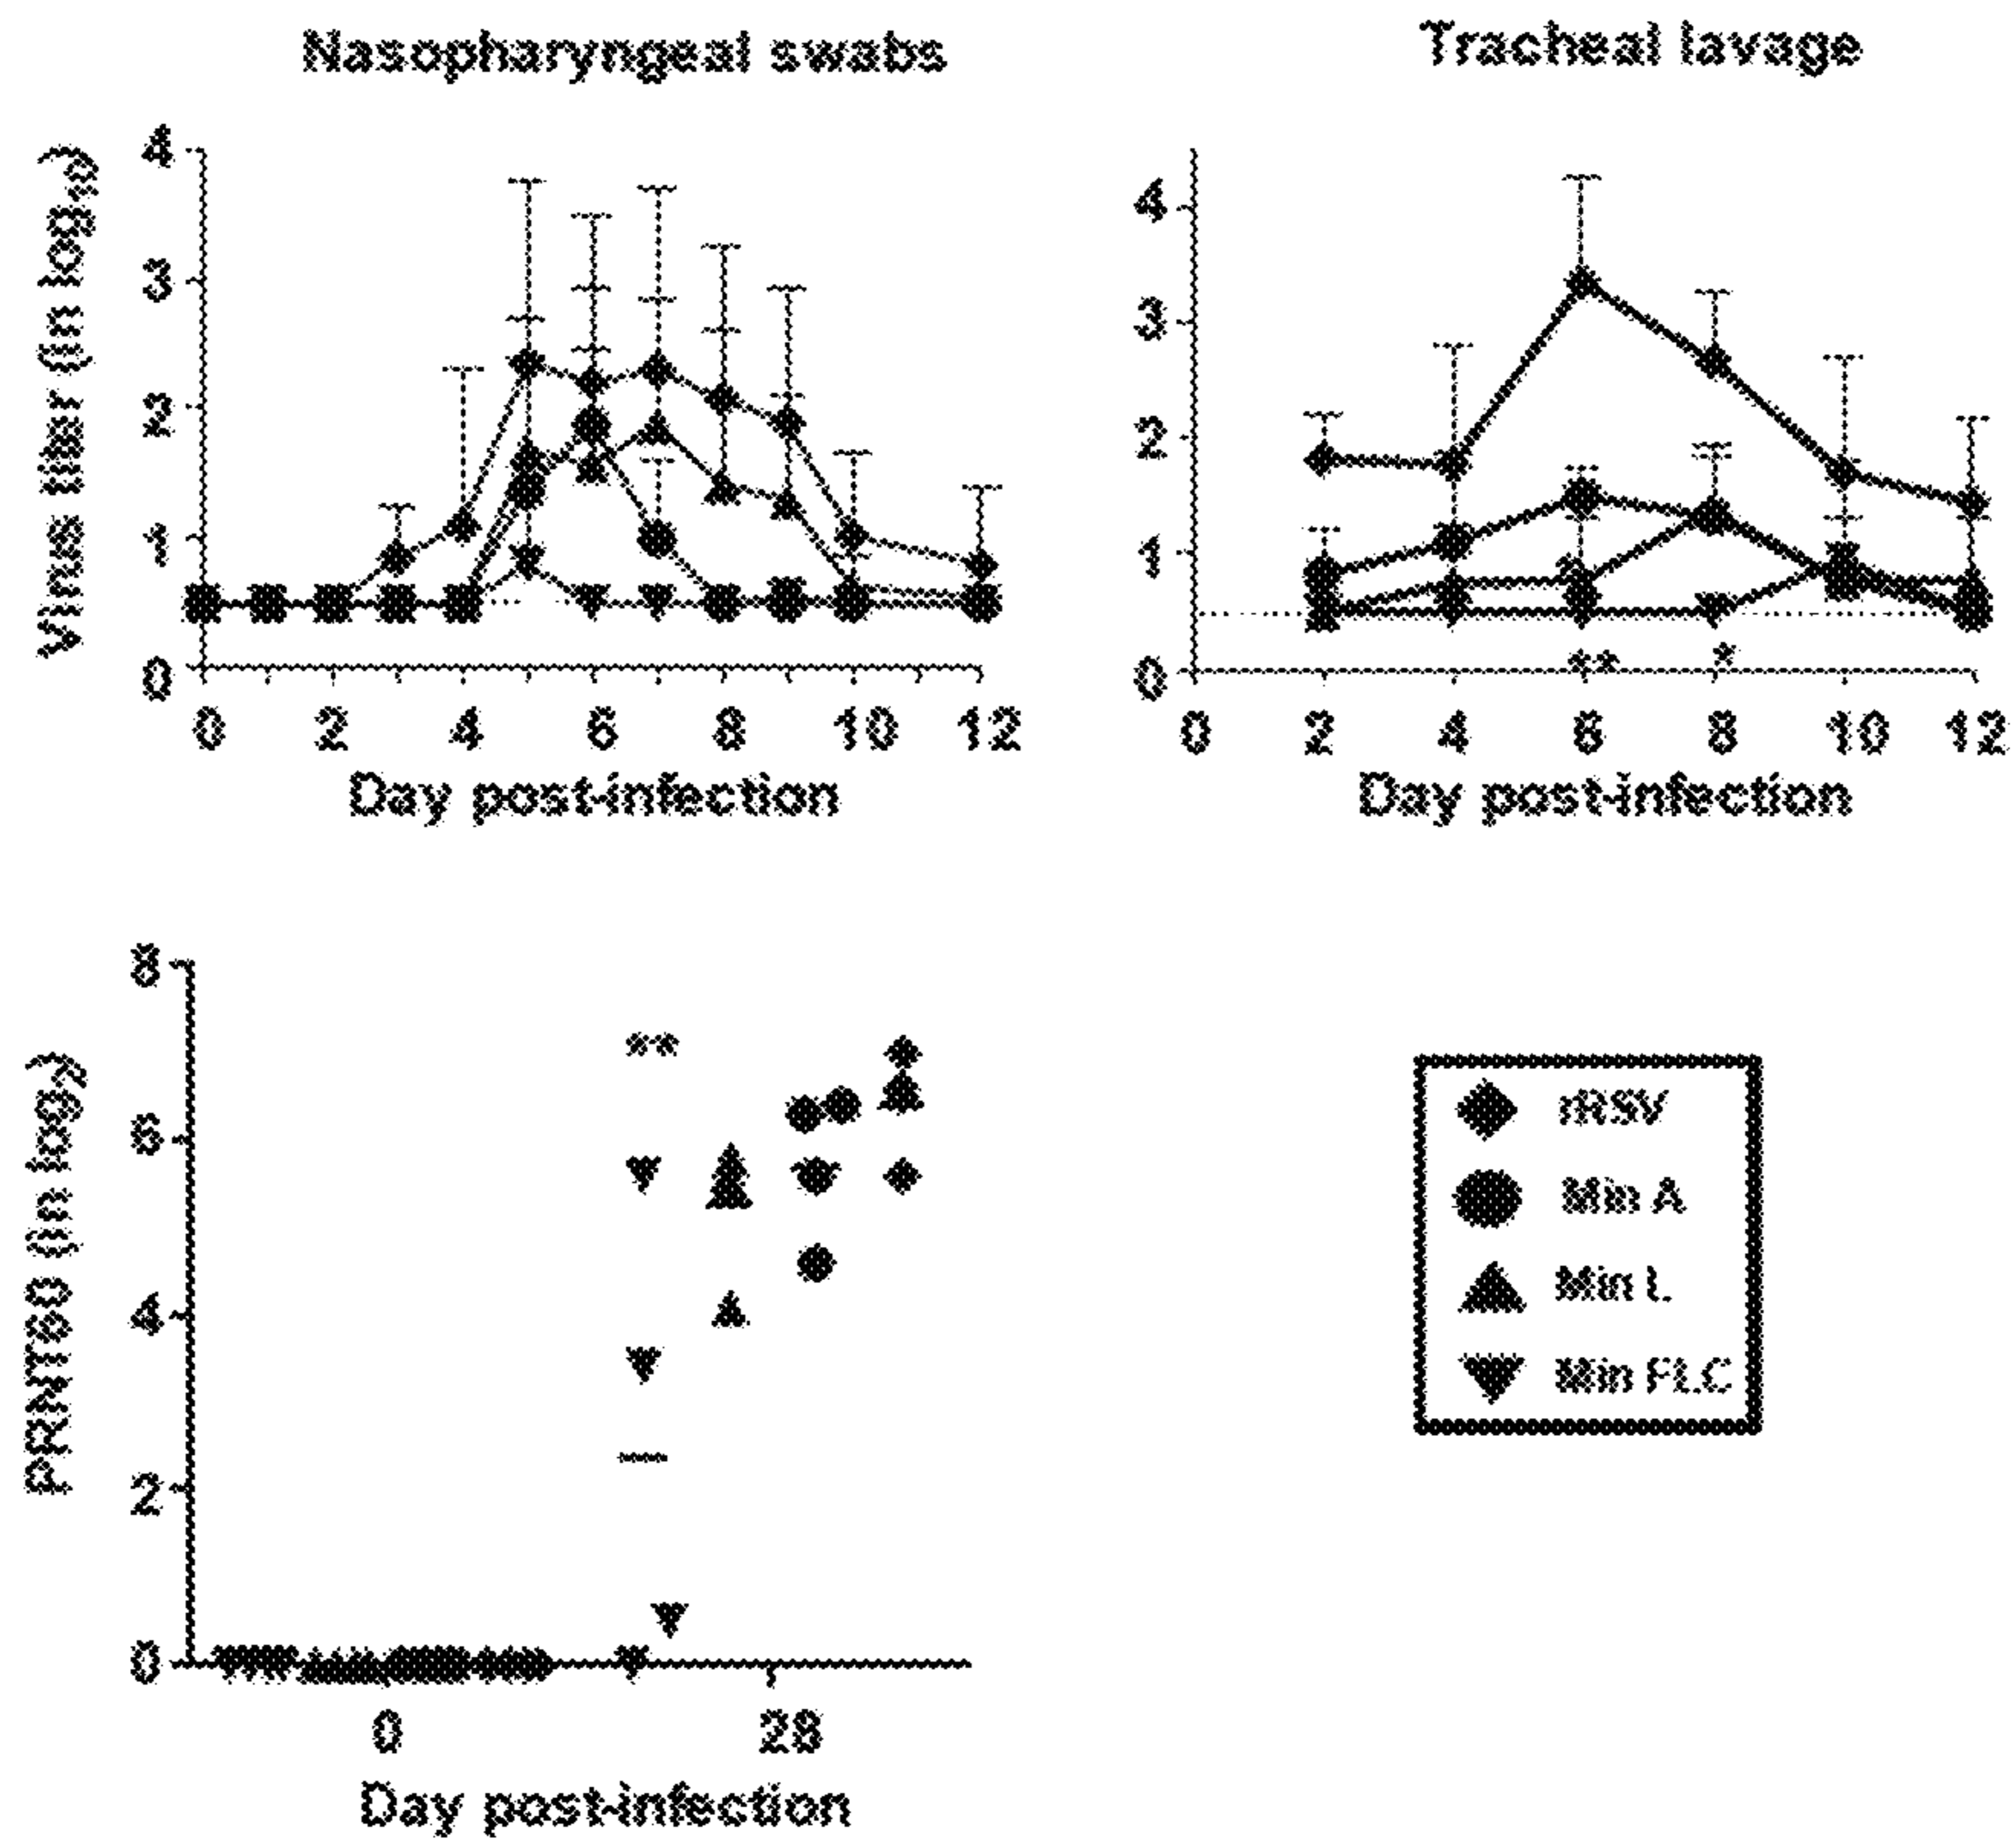 Nasopharyngeal swabs
Virus titer (in log10)
4
3
2
1
0
0 2 4 6 8 10 12
Day post-infection
Tracheal lavage
4
3
2
1
0
** *
0 2 4 6 8 10 12
Day post-infection
PRNT60 (in log2)
8
6
4
2
0
**
0 28
Day post-infection
rRSV
Min A
Min L
Min FLC